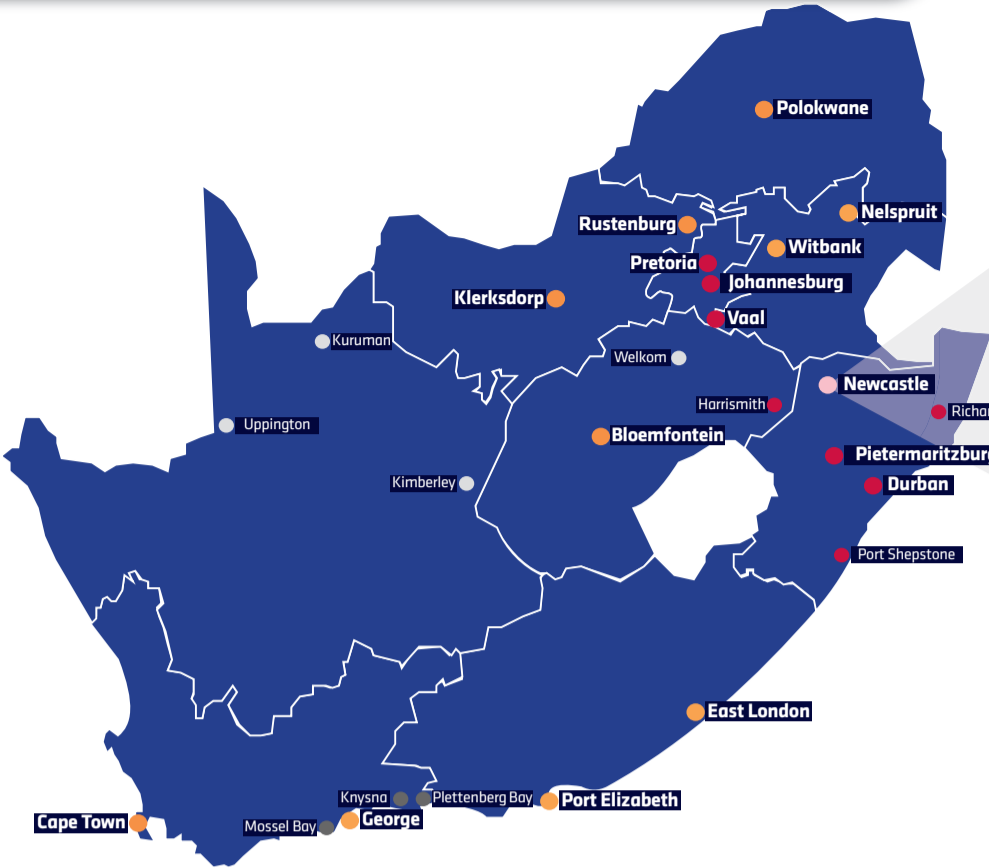 Polokwane
Nelspruit
Rustenburg
Witbank
Pretoria
Johannesburg
Klerksdorp
Vaal
Kuruman
Welkom
Newcastle
Harrismith
Richar
Uppington
Bloemfontein
Pietermaritzburg
Kimberley
Durban
Port Shepstone
East London
Knysna
Plettenberg Bay
Port Elizabeth
Cape Town
Mossel Bay
George